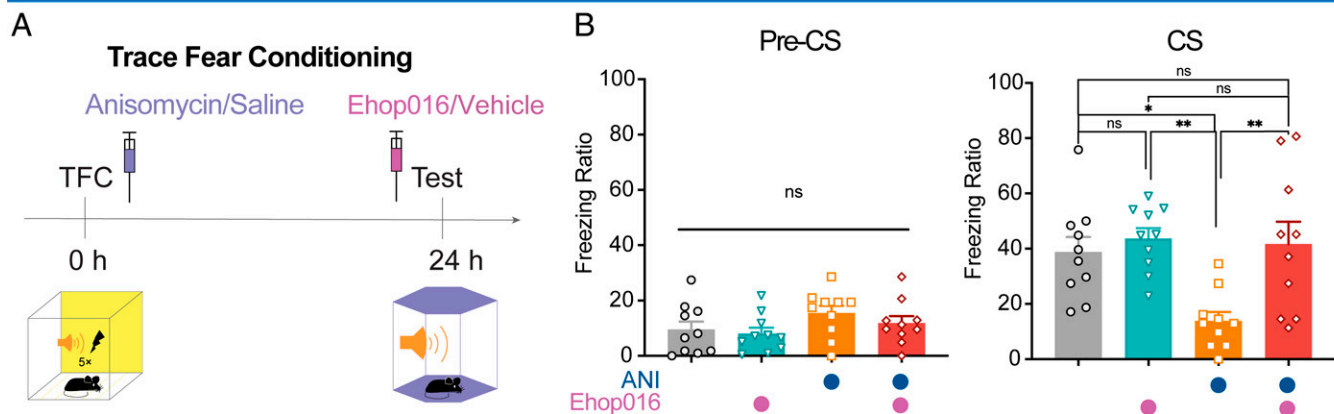 A
Trace Fear Conditioning
Anisomycin/Saline
Ehop016/Vehicle
TFC
Test
0 h
24 h
5×
B
Pre-CS
Freezing Ratio
100
80
60
40
20
0
ns
ANI
Ehop016
CS
Freezing Ratio
100
80
60
40
20
0
ns
ns
*
ns
**
**